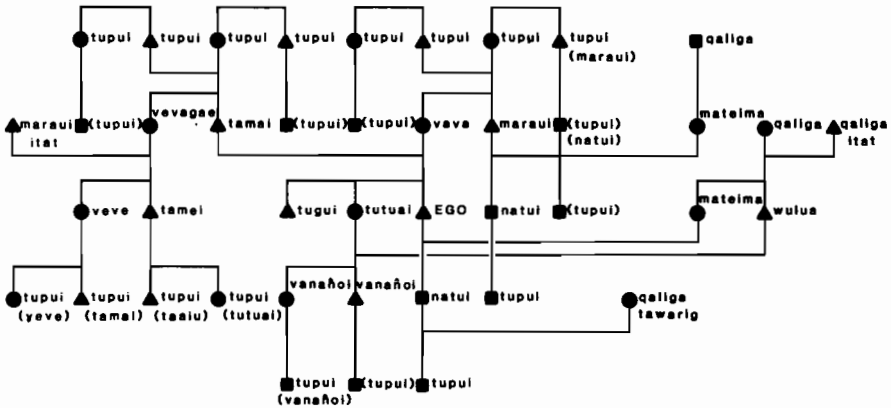 tupui tupui tupui tupui tupui tupui tupui tupui qaliga
(maraui)
vevagae mateima
maraui (tupui) tamai (tupui) (tupui) vava maraui (tupui) qaliga qaliga
itat (natui) itat
mateima
veve tamei tugui tutuai EGO natui (tupui) wulua
vanañoi vanañoi
tupui tupui tupui tupui natui tupui qaliga
(yeve) (tamai) (taaiu) (tutuai) tawarig
tupui (tupui) tupui
(vanañoi)